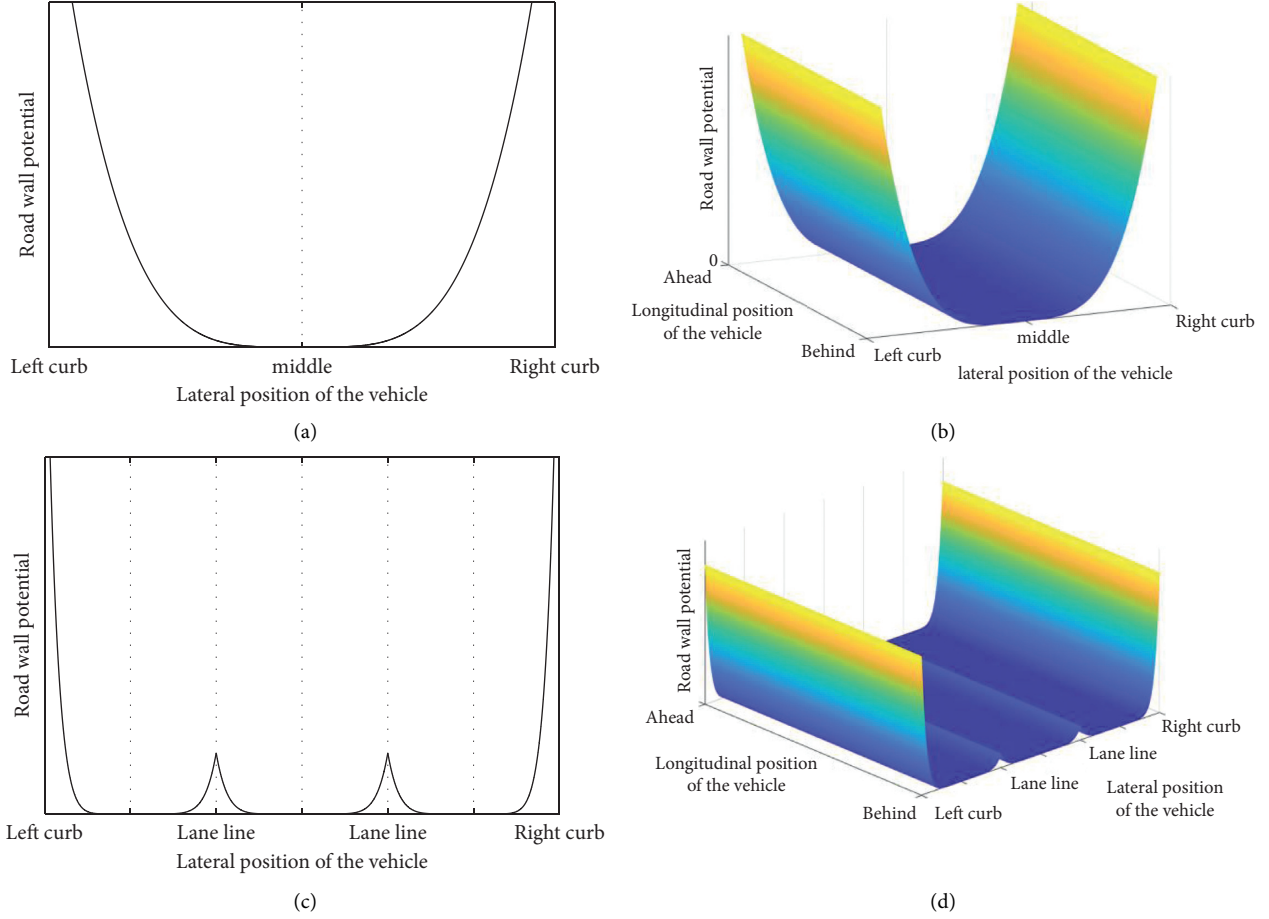 Road wall potential
Left curb
middle
Right curb
Lateral position of the vehicle
(a)
Road wall potential
0
Ahead
Longitudinal position
of the vehicle
Behind
Left curb
middle
Right curb
lateral position of the vehicle
(b)
Road wall potential
Left curb
Lane line
Lane line
Right curb
Lateral position of the vehicle
(c)
Road wall potential
Ahead
Longitudinal position
of the vehicle
Behind
Left curb
Lane line
Lane line
Right curb
Lateral position
of the vehicle
(d)